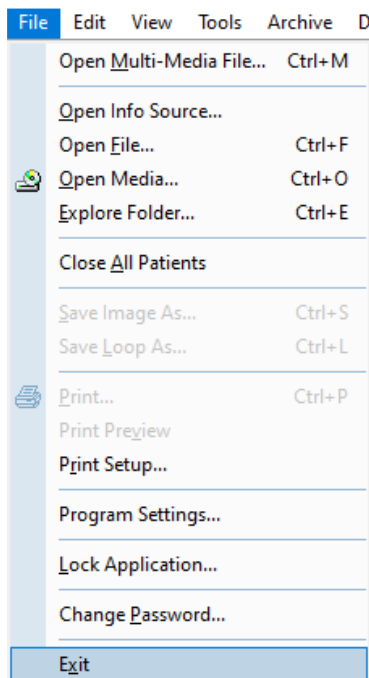 File Edit View Tools Archive D
Open Multi-Media File... Ctrl+M
Open Info Source...
Open File... Ctrl+F
Open Media... Ctrl+O
Explore Folder... Ctrl+E
Close All Patients
Save Image As... Ctrl+S
Save Loop As... Ctrl+L
Print... Ctrl+P
Print Preview
Print Setup...
Program Settings...
Lock Application...
Change Password...
Exit